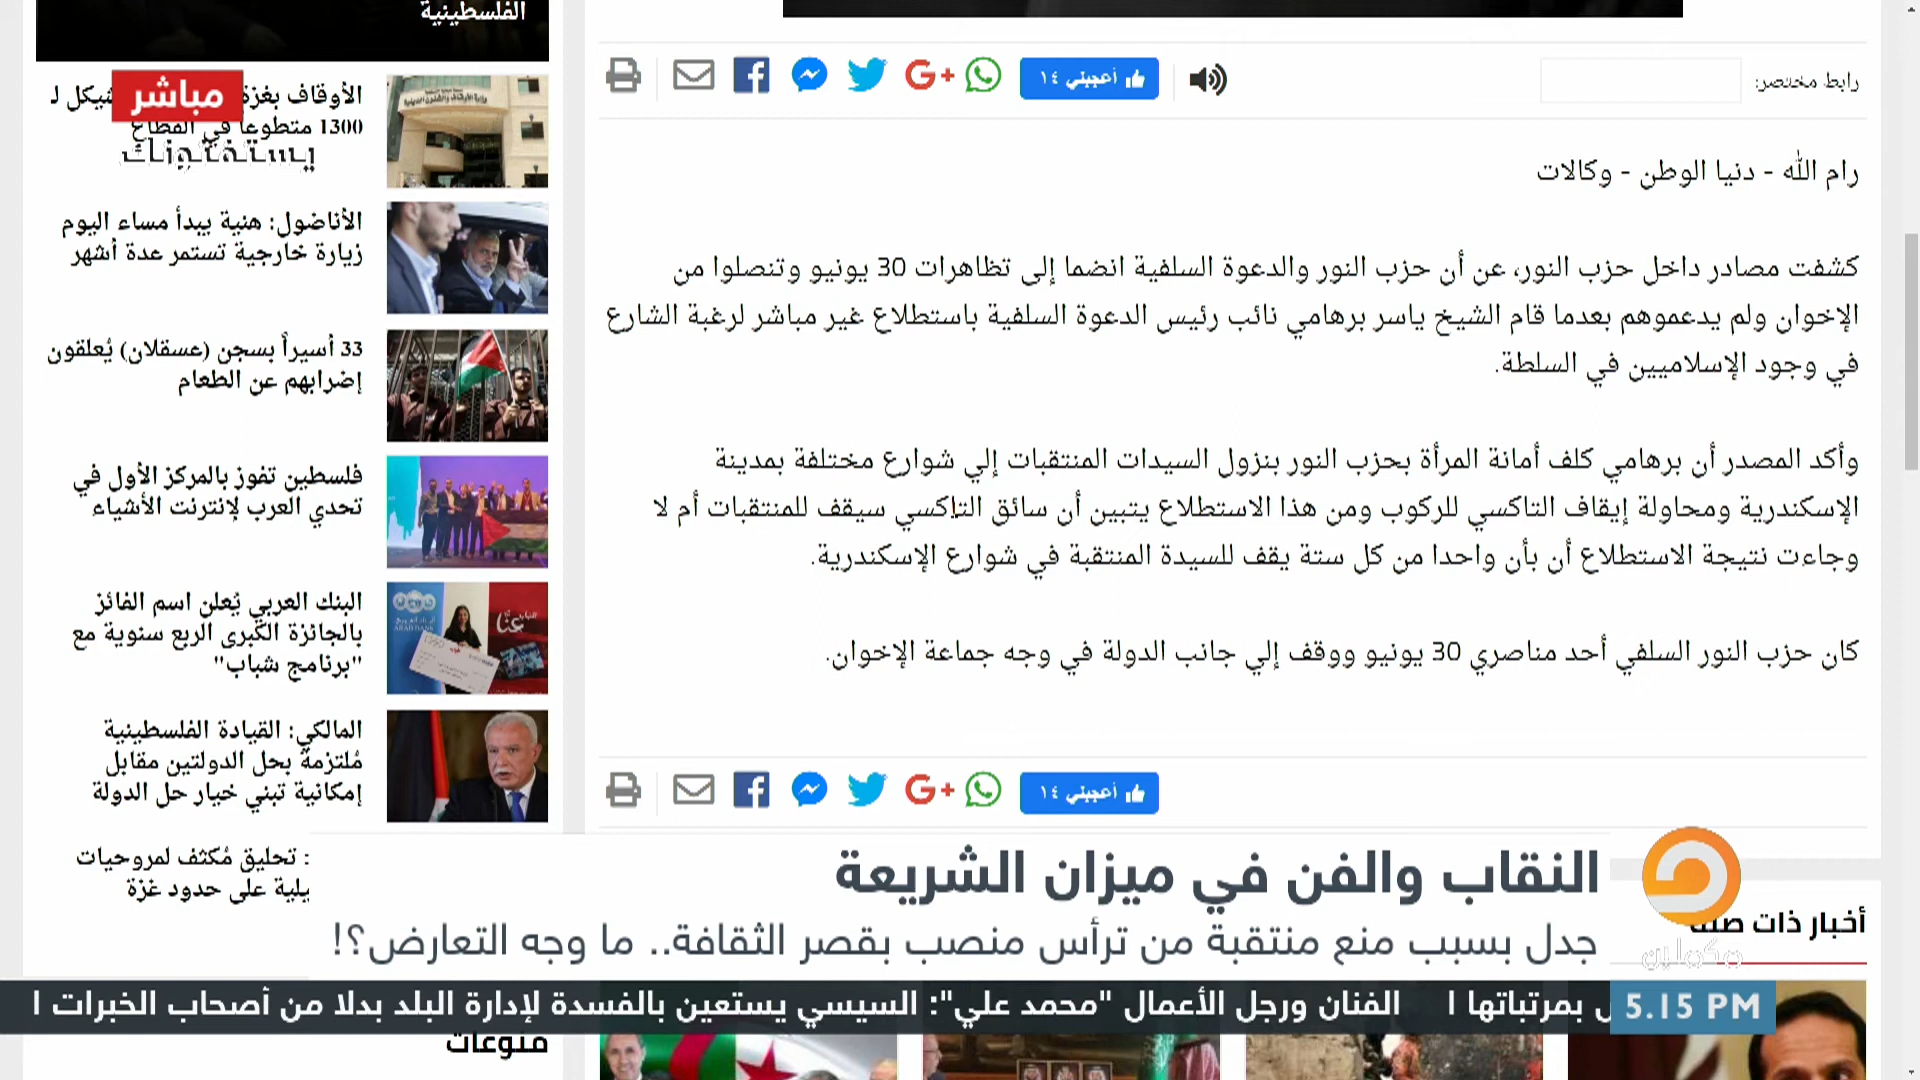 رابط مختصر:
أعجبني ١٤
رام الله - دنيا الوطن - وكالات
كشفت مصادر داخل حزب النور، عن أن حزب النور والدعوة السلفية انضما إلى تظاهرات 30 يونيو وتنصلوا من
الإخوان ولم يدعموهم بعدما قام الشيخ ياسر برهامي نائب رئيس الدعوة السلفية باستطلاع غير مباشر لرغبة الشارع
في وجود الإسلاميين في السلطة.
وأكد المصدر أن برهامي كلف أمانة المرأة بحزب النور بنزول السيدات المنتقبات إلي شوارع مختلفة بمدينة
الإسكندرية ومحاولة إيقاف التاكسي للركوب ومن هذا الاستطلاع يتبين أن سائق التاكسي سيقف للمنتقبات أم لا
وجاءت نتيجة الاستطلاع أن بأن واحدا من كل ستة يقف للسيدة المنتقبة في شوارع الإسكندرية.
كان حزب النور السلفي أحد مناصري 30 يونيو ووقف إلي جانب الدولة في وجه جماعة الإخوان.
أعجبني ١٤
أخبار ذات صلة
الفلسطينية
مباشر
يستفتونك
الأوقاف بغزة شيكل لـ
1300 متطوعا في القطاع
الأناضول: هنية يبدأ مساء اليوم
زيارة خارجية تستمر عدة أشهر
33 أسيراً بسجن (عسقلان) يُعلقون
إضرابهم عن الطعام
فلسطين تفوز بالمركز الأول في
تحدي العرب لإنترنت الأشياء
البنك العربي يُعلن اسم الفائز
بالجائزة الكبرى الربع سنوية مع
"برنامج شباب"
المالكي: القيادة الفلسطينية
مُلتزمة بحل الدولتين مقابل
إمكانية تبني خيار حل الدولة
: تحليق مُكثف لمروحيات
على حدود غزة
النقاب والفن في ميزان الشريعة
جدل بسبب منع منتقبة من ترأس منصب بقصر الثقافة.. ما وجه التعارض؟!
مكملين
5.15 PM
بمرتباتها ا الفنان ورجل الأعمال "محمد علي": السيسي يستعين بالفسدة لإدارة البلد بدلا من أصحاب الخبرات ا
منوعات